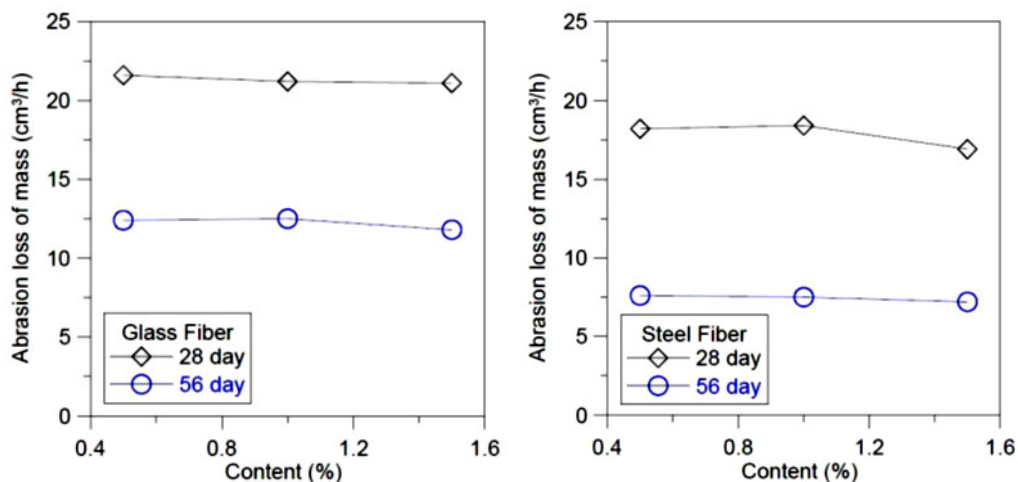 25
20
15
10
5
0
Abrasion loss of mass (cm³/h)
Glass Fiber
28 day
56 day
0.4 0.8 1.2 1.6
Content (%)
25
20
15
10
5
0
Abrasion loss of mass (cm³/h)
Steel Fiber
28 day
56 day
0.4 0.8 1.2 1.6
Content (%)